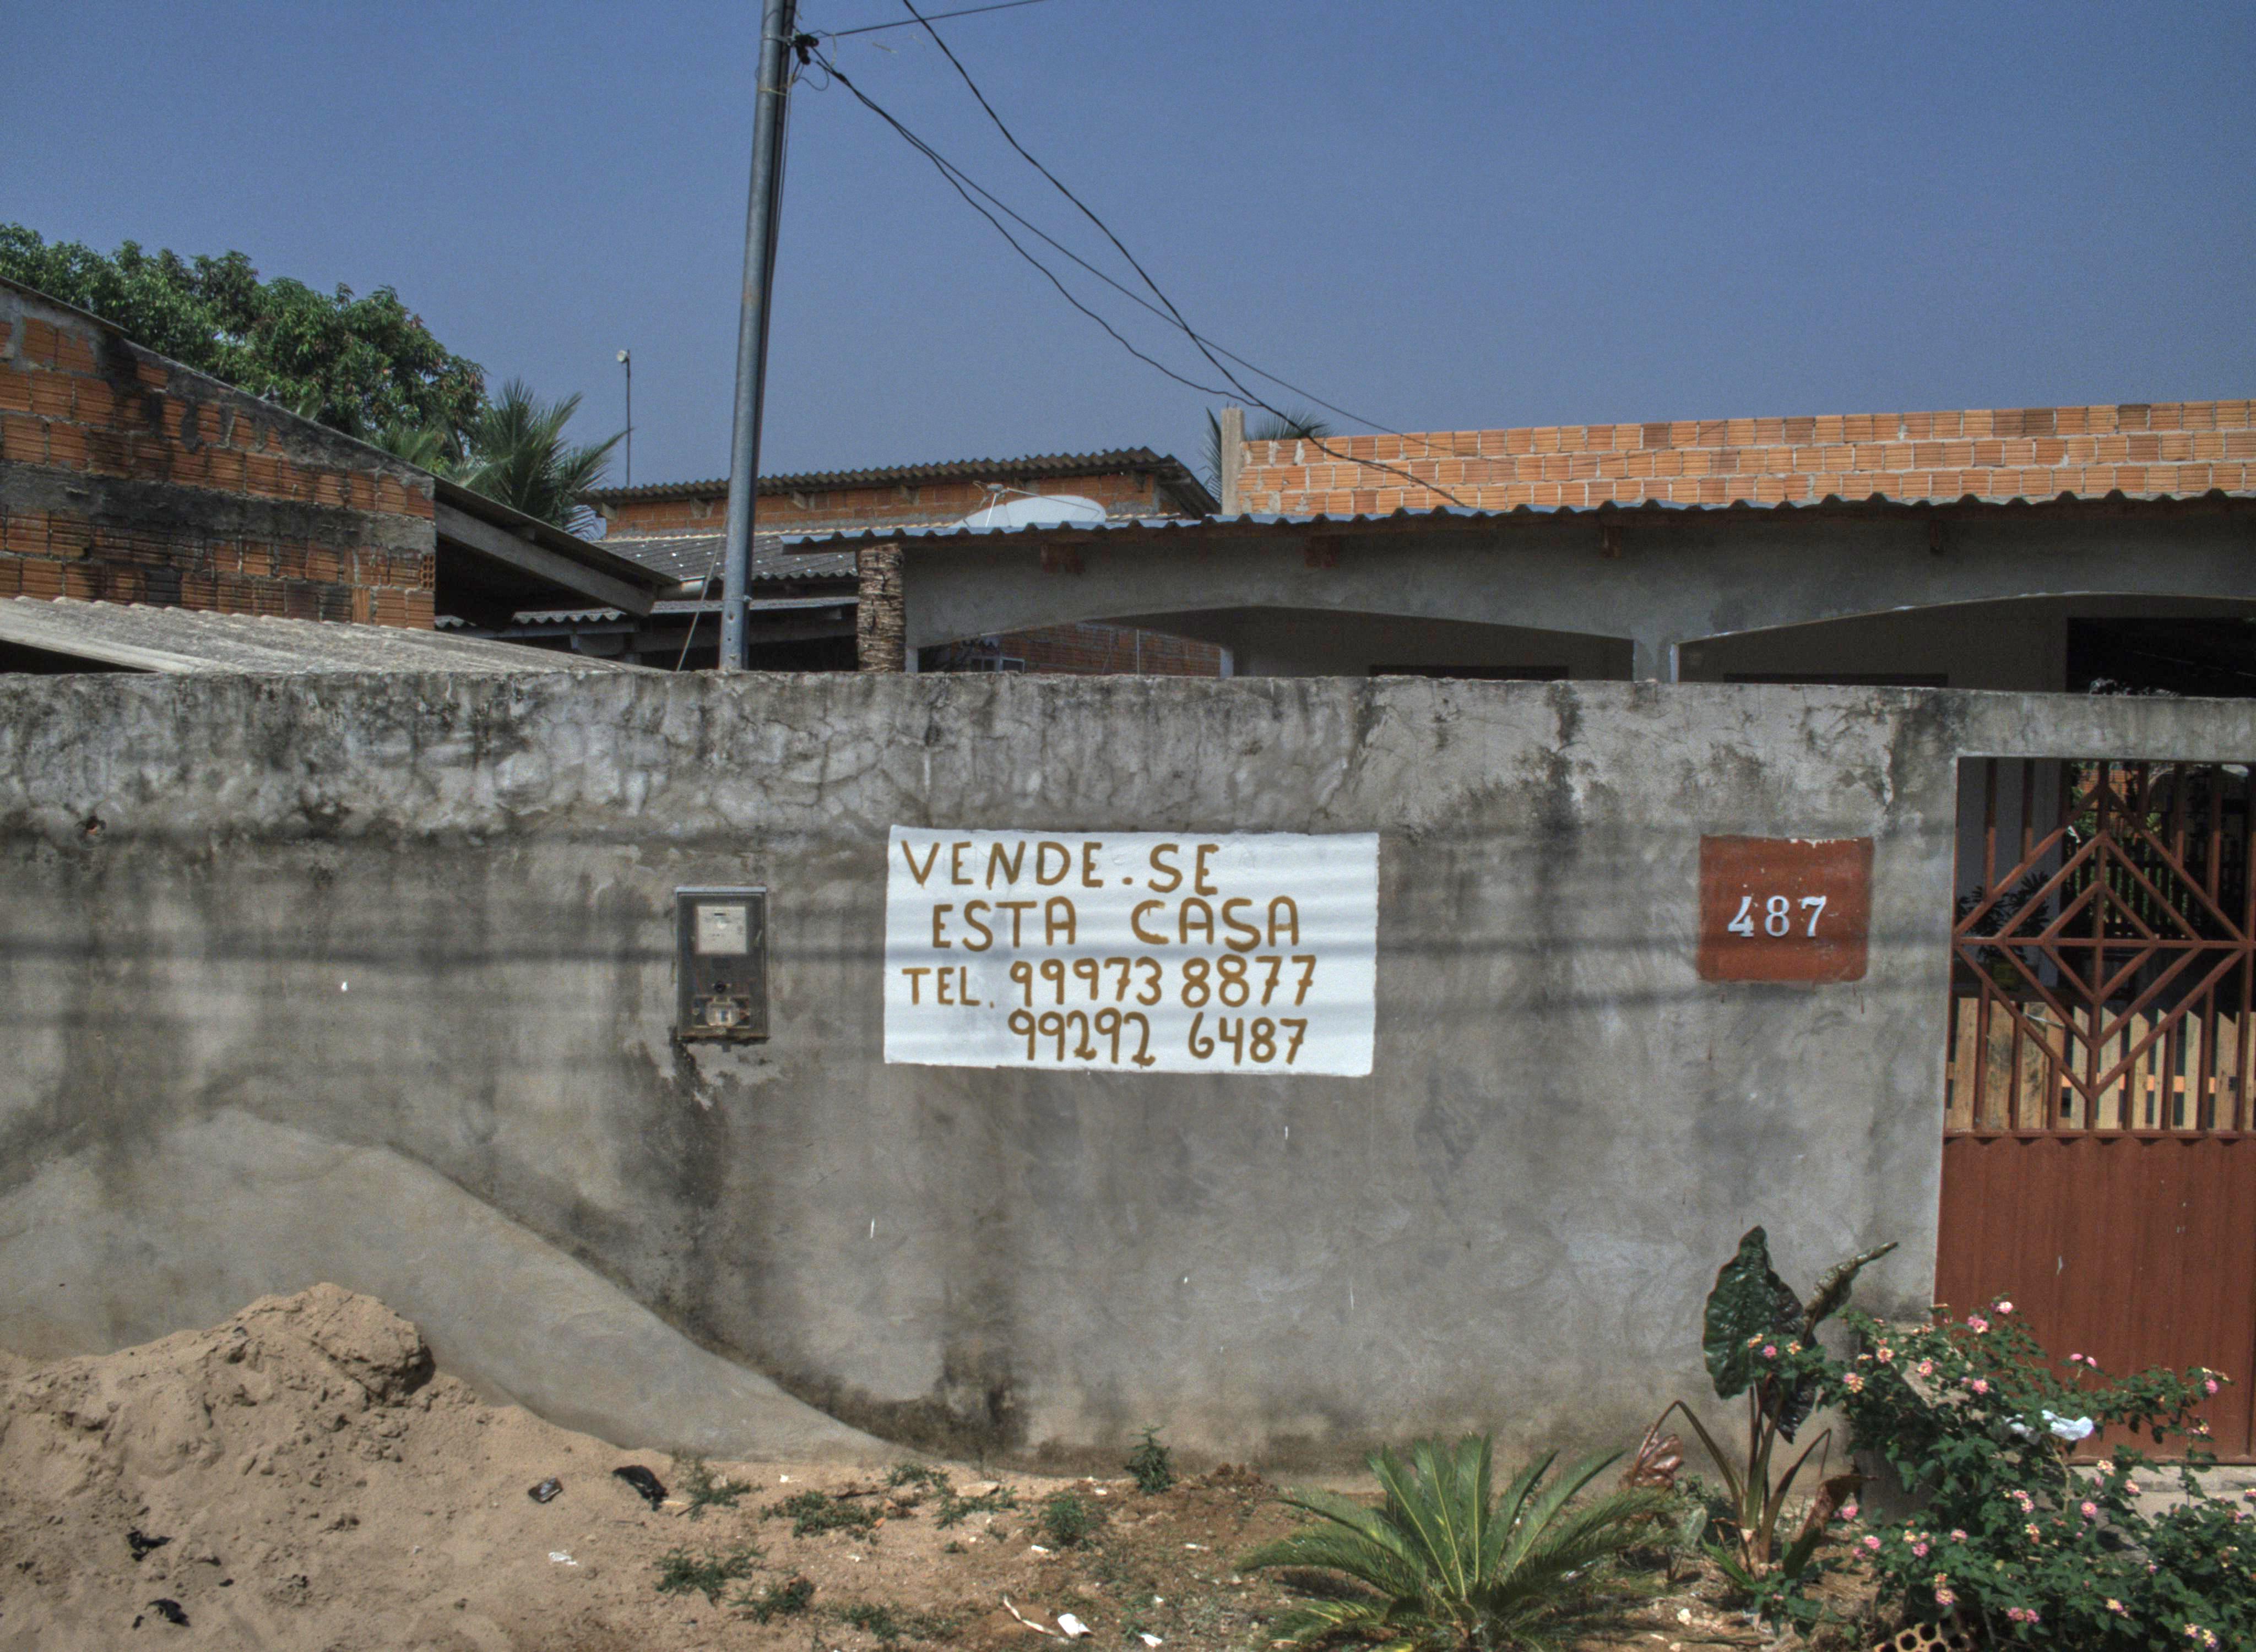 VENDE.SE
ESTA CASA
TEL. 99973 8877
99292 6487
487